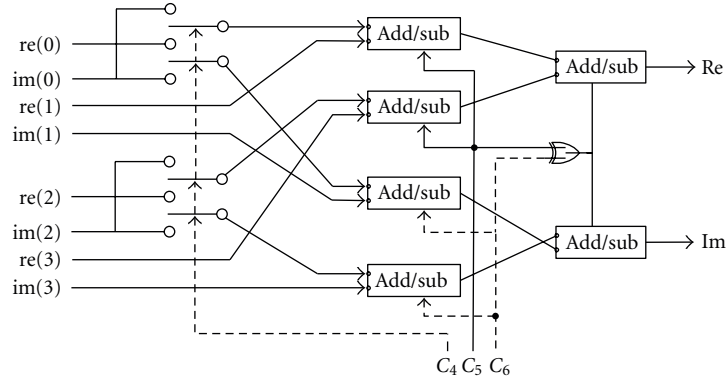 re(0)
im(0)
re(1)
im(1)
re(2)
im(2)
re(3)
im(3)
Add/sub
Add/sub
Add/sub
Add/sub
Add/sub
Add/sub
Re
Im
C4 C5 C6